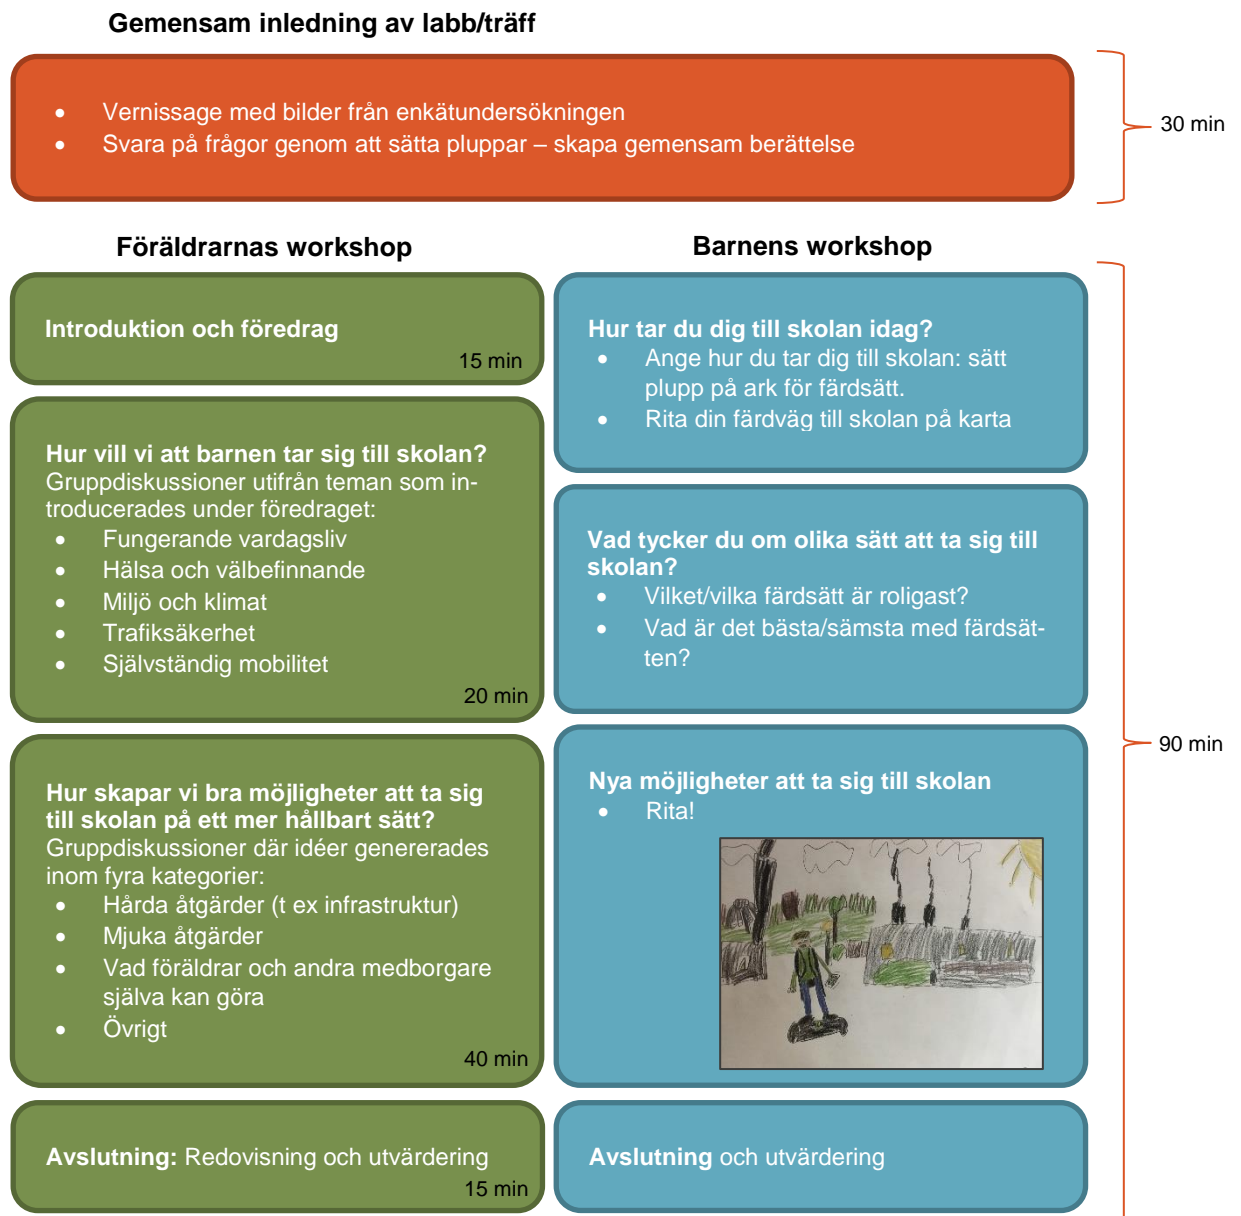 Gemensam inledning av labb/träff
• Vernissage med bilder från enkätundersökningen
• Svara på frågor genom att sätta pluppar – skapa gemensam berättelse
30 min
Föräldrarnas workshop
Introduktion och föredrag
15 min
Hur vill vi att barnen tar sig till skolan?
Gruppdiskussioner utifrån teman som in-
troducerades under föredraget:
• Fungerande vardagsliv
• Hälsa och välbefinnande
• Miljö och klimat
• Trafiksäkerhet
• Självständig mobilitet
20 min
Hur skapar vi bra möjligheter att ta sig
till skolan på ett mer hållbart sätt?
Gruppdiskussioner där idéer genererades
inom fyra kategorier:
• Hårda åtgärder (t ex infrastruktur)
• Mjuka åtgärder
• Vad föräldrar och andra medborgare
själva kan göra
• Övrigt
40 min
Avslutning: Redovisning och utvärdering
15 min
Barnens workshop
Hur tar du dig till skolan idag?
• Ange hur du tar dig till skolan: sätt
plupp på ark för färdsätt.
• Rita din färdväg till skolan på karta
Vad tycker du om olika sätt att ta sig till
skolan?
• Vilket/vilka färdsätt är roligast?
• Vad är det bästa/sämsta med färdsät-
ten?
Nya möjligheter att ta sig till skolan
• Rita!
Avslutning och utvärdering
90 min